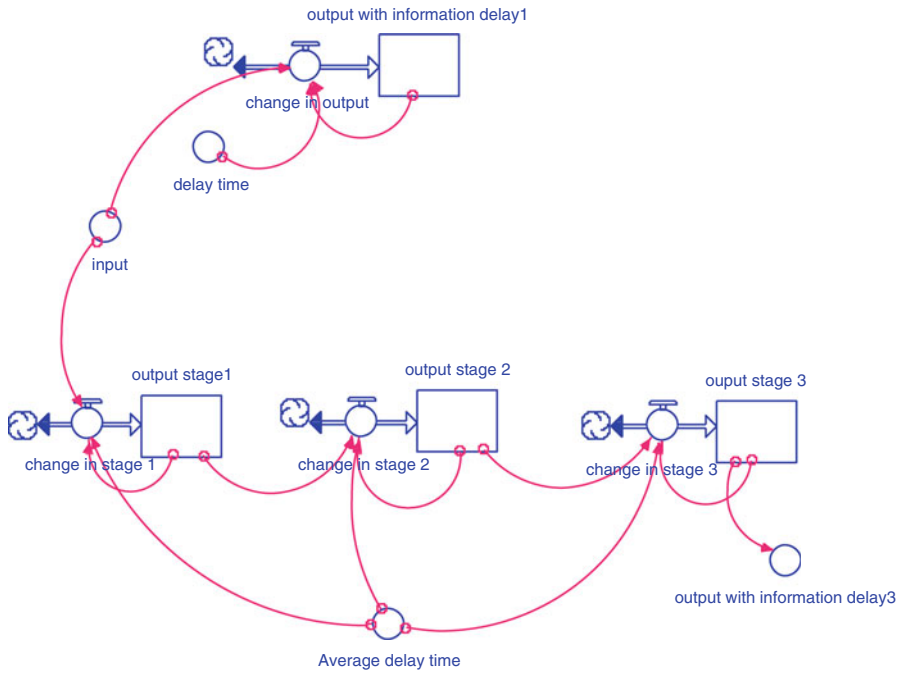 output with information delay1
change in output
delay time
input
output stage1
output stage 2
ouput stage 3
change in stage 1
change in stage 2
change in stage 3
output with information delay3
Average delay time